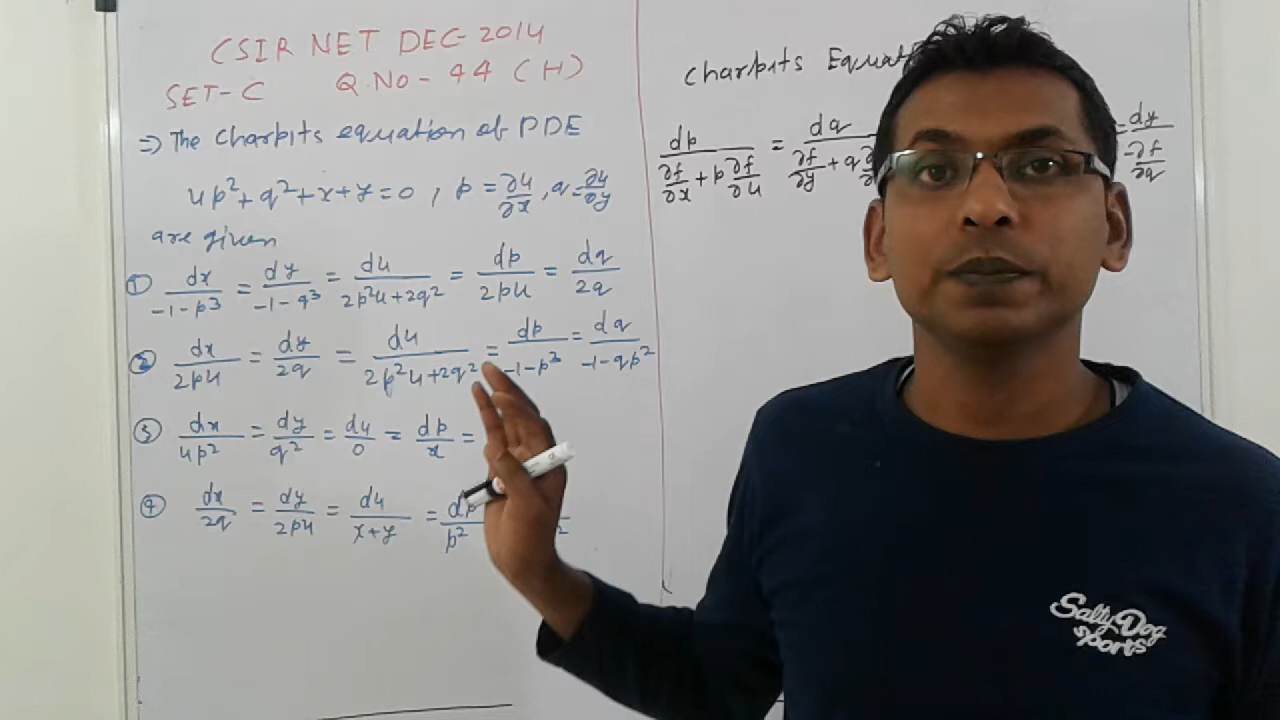 CSIR NET DEC-2014
SET-C Q.No-44 (H)
⇒ The Charpits equation of PDE
up²+q²+x+y=0, p=∂u/∂x, q=∂u/∂y
are given
① dx/(-1-p³) = dy/(-1-q³) = du/(2p²u+2q²) = dp/(2pu) = dq/(2q)
② dx/(2pu) = dy/(2q) = du/(2p²u+2q²) = dp/(-1-p³) = dq/(-1-qp²)
③ dx/(up²) = dy/(q²) = du/0 = dp/x =
④ dx/(2q) = dy/(2pu) = du/(x+y) = dp/(p²)
Charpits
dp/(∂f/∂x+p∂f/∂u) = dq/(∂f/∂y+q
= dy/(-∂f/∂q)
Salty Dog
sports